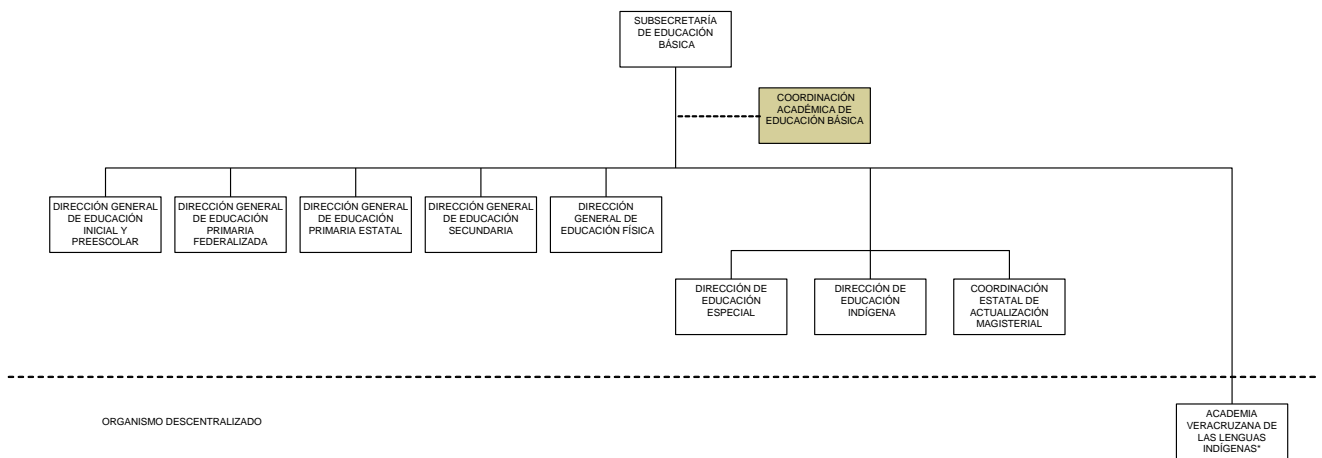 SUBSECRETARÍA
DE EDUCACIÓN
BÁSICA
COORDINACIÓN
ACADÉMICA DE
EDUCACIÓN BÁSICA
DIRECCIÓN GENERAL
DE EDUCACIÓN
INICIAL Y
PREESCOLAR
DIRECCIÓN GENERAL
DE EDUCACIÓN
PRIMARIA
FEDERALIZADA
DIRECCIÓN GENERAL
DE EDUCACIÓN
PRIMARIA ESTATAL
DIRECCIÓN GENERAL
DE EDUCACIÓN
SECUNDARIA
DIRECCIÓN
GENERAL DE
EDUCACIÓN FÍSICA
DIRECCIÓN DE
EDUCACIÓN
ESPECIAL
DIRECCIÓN DE
EDUCACIÓN
INDÍGENA
COORDINACIÓN
ESTATAL DE
ACTUALIZACIÓN
MAGISTERIAL
ORGANISMO DESCENTRALIZADO
ACADEMIA
VERACRUZANA DE
LAS LENGUAS
INDÍGENAS*